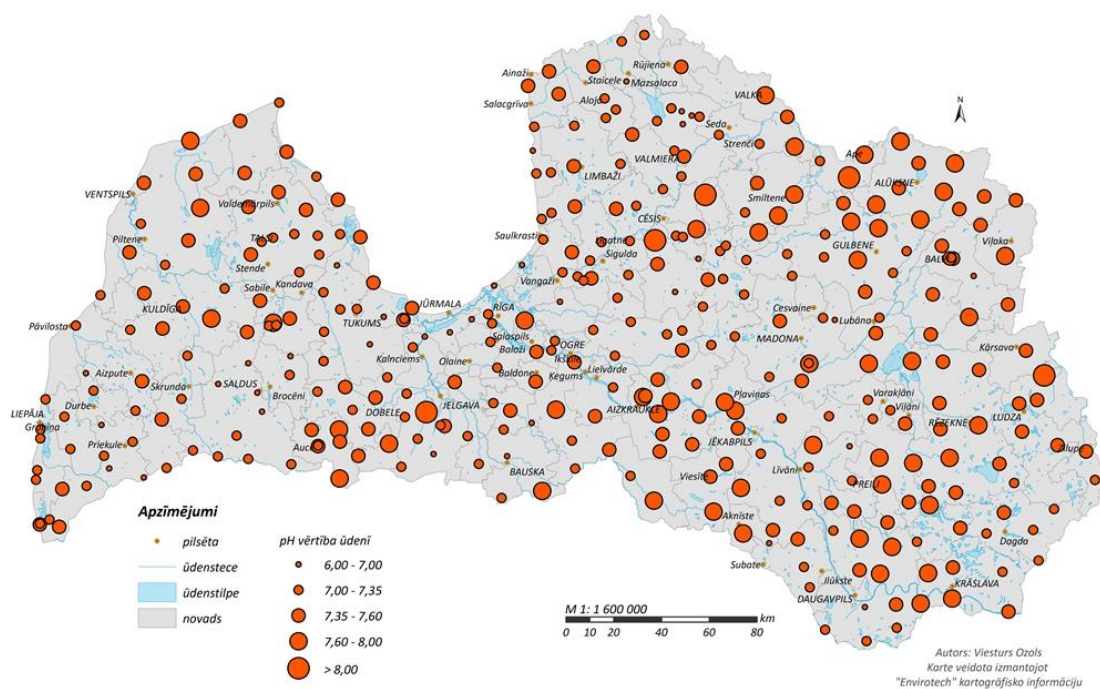 Rūjiena
Ainaži
Staicele
Mazsalaca
Salacgrīva
Aloja
VALKA
Seda
Strenči
VALMIERA
Ape
LIMBAŽI
ALŪKSNE
VENTSPILS
Valdemārpils
Smiltene
CĒSIS
Piltene
TALSI
Saulkrasti
Līgatne
Sigulda
GULBENE
Viļaka
BALVI
Stende
Sabile
Kandava
Vangaži
KULDĪGA
JŪRMALA
RĪGA
Cesvaine
Pāvilosta
TUKUMS
Lubāna
Salaspils
Baloži
OGRE
MADONA
Kārsava
Kalnciems
Olaine
Ikšķile
Ķegums
Lielvārde
Aizpute
Skrunda
SALDUS
Baldone
Brocēni
Pļaviņas
Varakļāni
Viļāni
Durbe
JELGAVA
AIZKRAUKLE
LIEPĀJA
Grobiņa
DOBELE
RĒZEKNE
LUDZA
Priekule
Auce
JĒKABPILS
Zilupe
BAUSKA
Viesīte
Līvāni
PREIĻI
Aknīste
Dagda
Subate
Ilūkste
KRĀSLAVA
DAUGAVPILS
N
Apzīmējumi
pilsēta
ūdenstece
ūdenstilpe
novads
pH vērtība ūdenī
6,00 - 7,00
7,00 - 7,35
7,35 - 7,60
7,60 - 8,00
> 8,00
M 1: 1 600 000
km
0 10 20 40 60 80
Autors: Viesturs Ozols
Karte veidota izmantojot
"Envirotech" kartogrāfisko informāciju